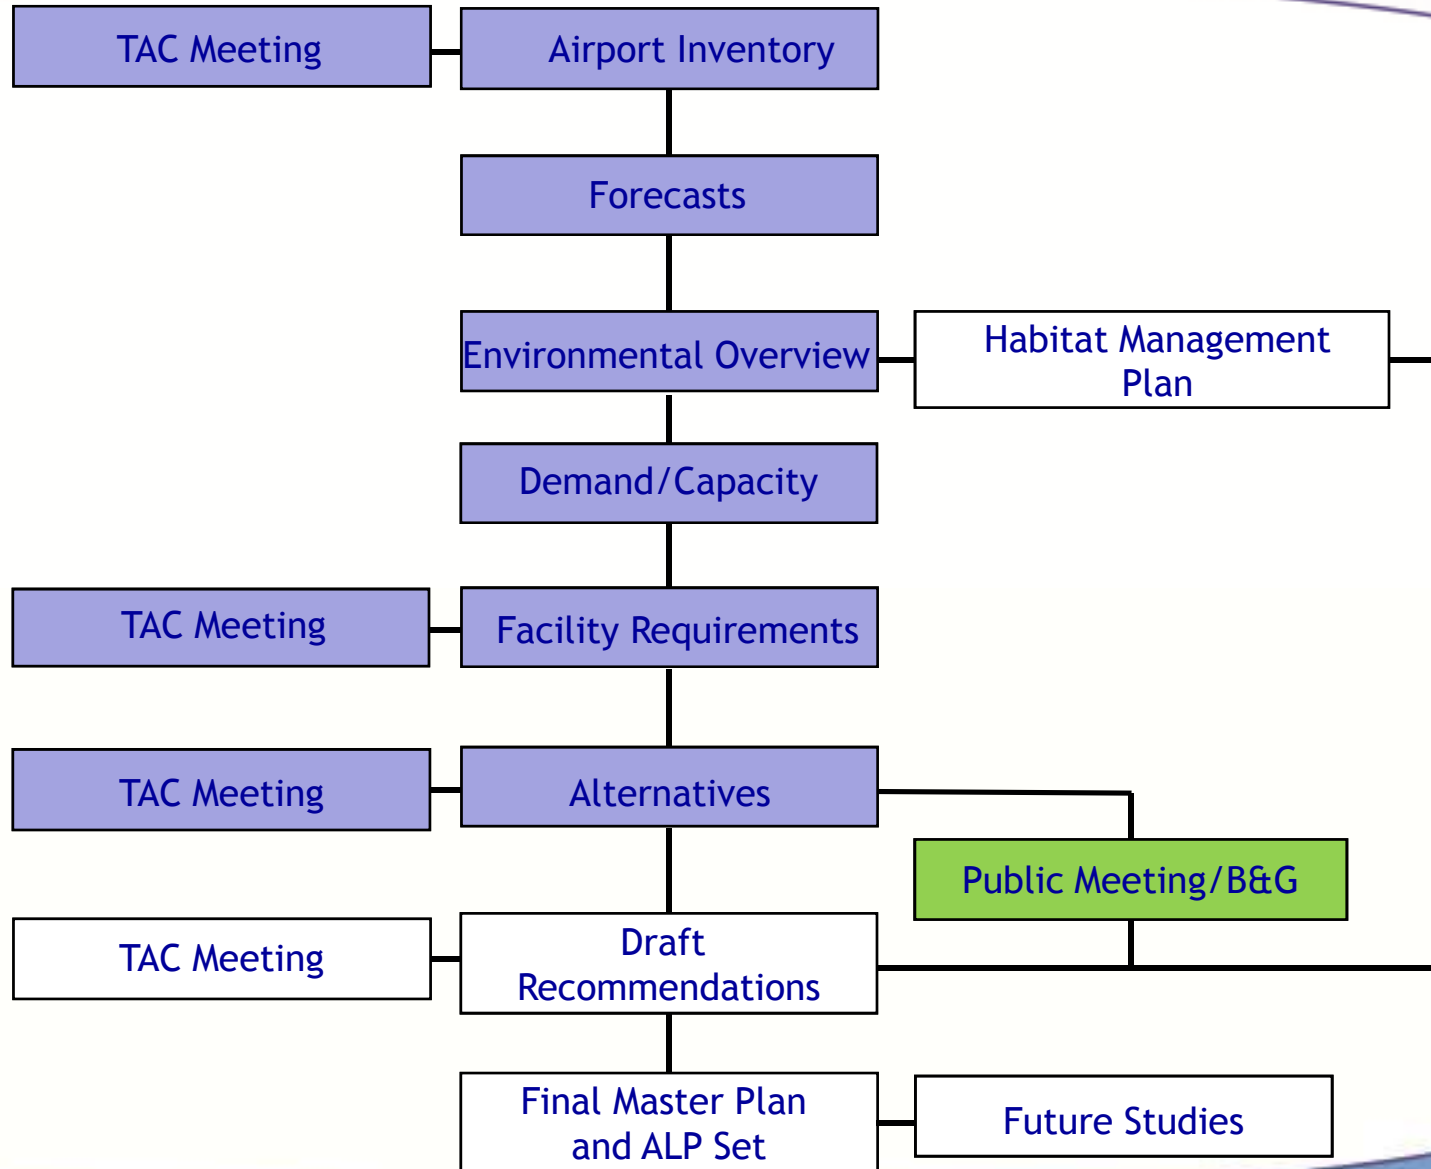 TAC Meeting
Airport Inventory
Forecasts
Environmental Overview
Habitat Management
Plan
Demand/Capacity
TAC Meeting
Facility Requirements
TAC Meeting
Alternatives
Public Meeting/B&G
TAC Meeting
Draft
Recommendations
Final Master Plan
and ALP Set
Future Studies